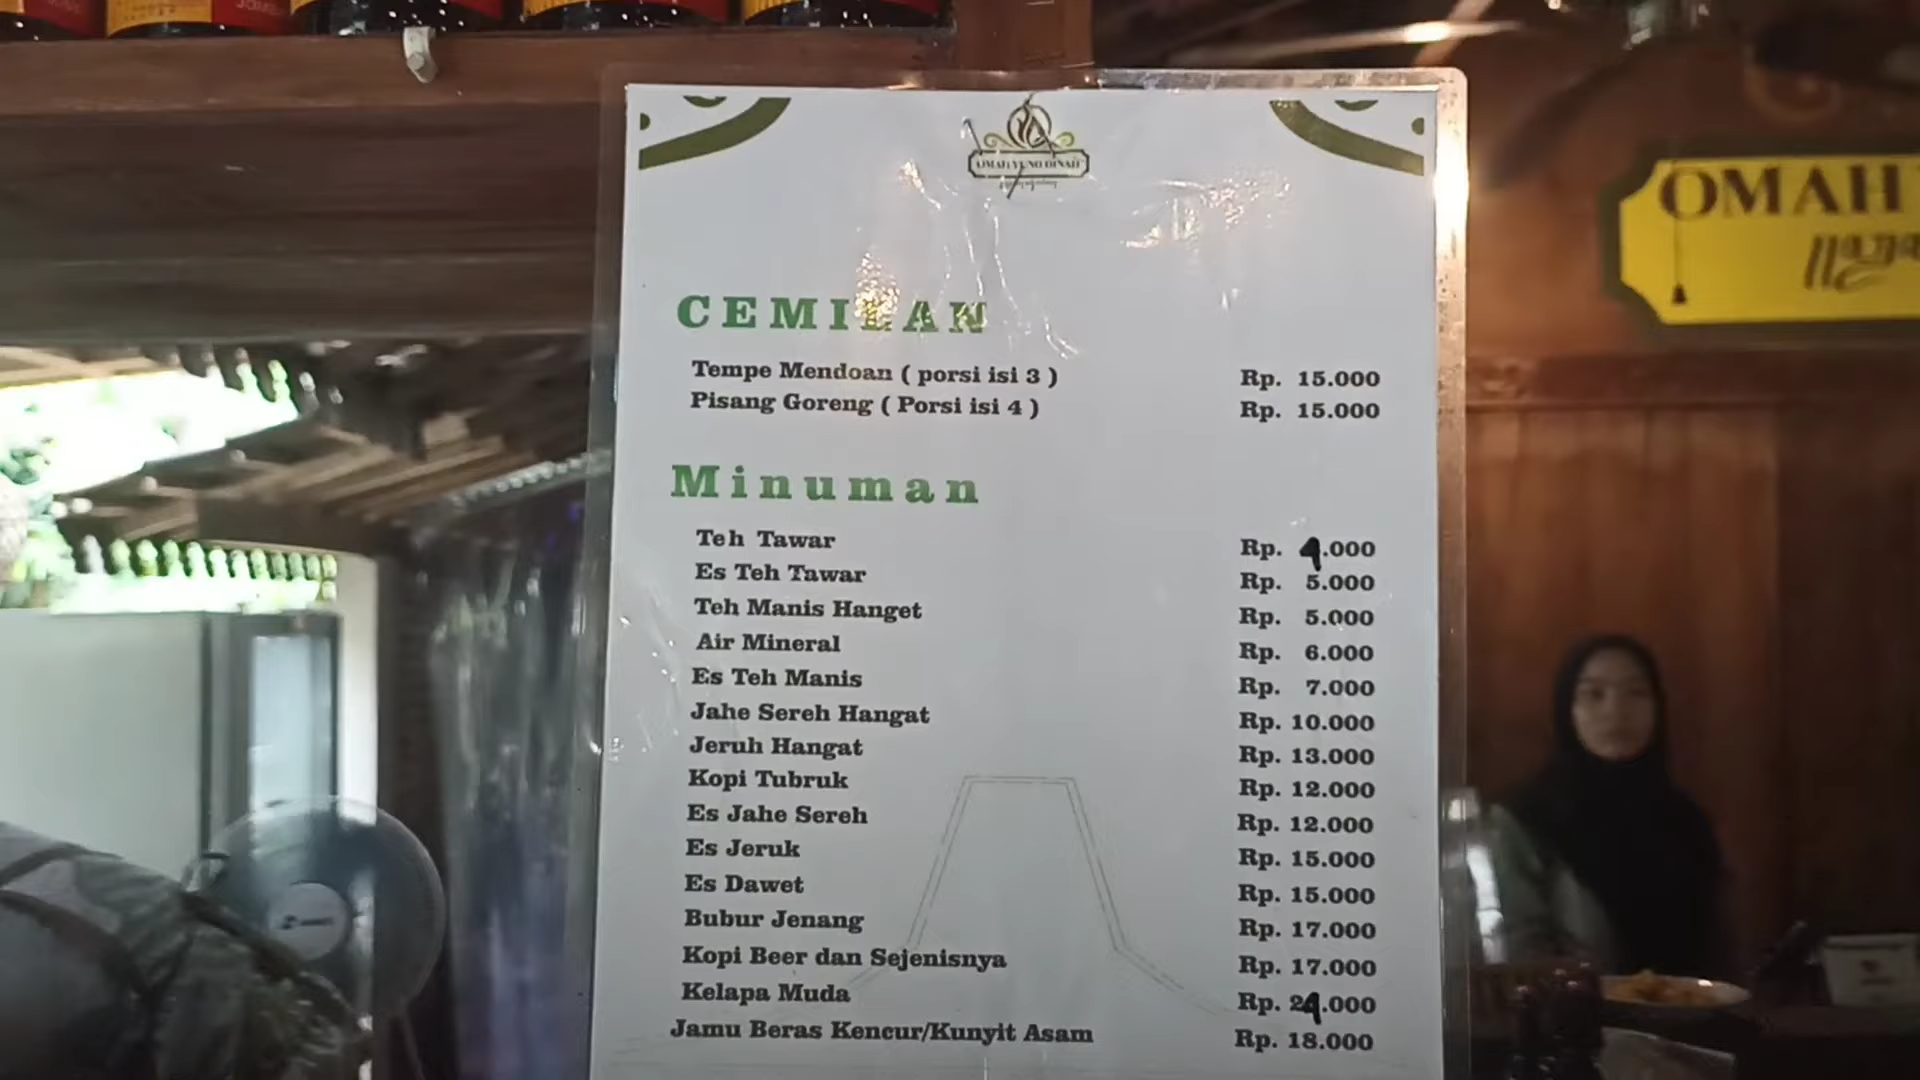 OMAH YUNO DINAH
CEMILAN
Tempe Mendoan ( porsi isi 3 ) Rp. 15.000
Pisang Goreng ( Porsi isi 4 ) Rp. 15.000
Minuman
Teh Tawar Rp. 4.000
Es Teh Tawar Rp. 5.000
Teh Manis Hanget Rp. 5.000
Air Mineral Rp. 6.000
Es Teh Manis Rp. 7.000
Jahe Sereh Hangat Rp. 10.000
Jeruh Hangat Rp. 13.000
Kopi Tubruk Rp. 12.000
Es Jahe Sereh Rp. 12.000
Es Jeruk Rp. 15.000
Es Dawet Rp. 15.000
Bubur Jenang Rp. 17.000
Kopi Beer dan Sejenisnya Rp. 17.000
Kelapa Muda Rp. 24.000
Jamu Beras Kencur/Kunyit Asam Rp. 18.000
OMAH